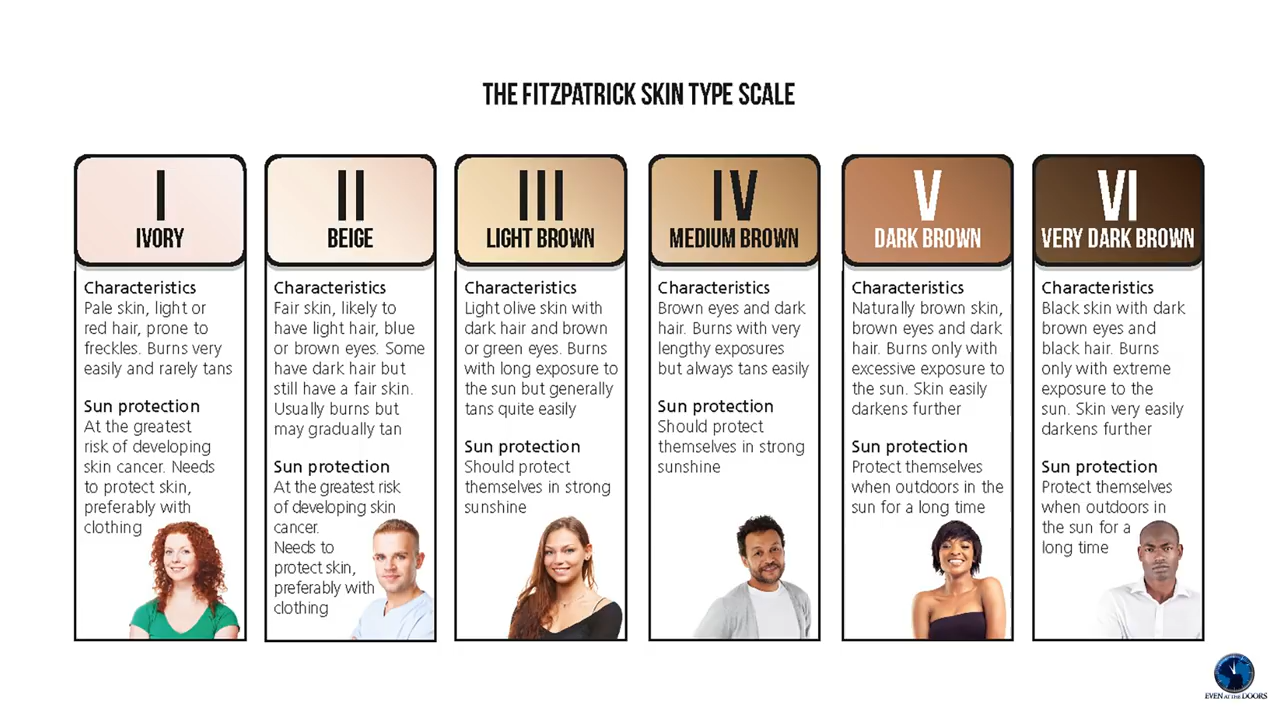 THE FITZPATRICK SKIN TYPE SCALE
I
IVORY
Characteristics
Pale skin, light or
red hair, prone to
freckles. Burns very
easily and rarely tans
Sun protection
At the greatest
risk of developing
skin cancer. Needs
to protect skin,
preferably with
clothing
II
BEIGE
Characteristics
Fair skin, likely to
have light hair, blue
or brown eyes. Some
have dark hair but
still have a fair skin.
Usually burns but
may gradually tan
Sun protection
At the greatest risk
of developing skin
cancer.
Needs to
protect skin,
preferably with
clothing
III
LIGHT BROWN
Characteristics
Light olive skin with
dark hair and brown
or green eyes. Burns
with long exposure to
the sun but generally
tans quite easily
Sun protection
Should protect
themselves in strong
sunshine
IV
MEDIUM BROWN
Characteristics
Brown eyes and dark
hair. Burns with very
lengthy exposures
but always tans easily
Sun protection
Should protect
themselves in strong
sunshine
V
DARK BROWN
Characteristics
Naturally brown skin,
brown eyes and dark
hair. Burns only with
excessive exposure to
the sun. Skin easily
darkens further
Sun protection
Protect themselves
when outdoors in the
sun for a long time
VI
VERY DARK BROWN
Characteristics
Black skin with dark
brown eyes and
black hair. Burns
only with extreme
exposure to the
sun. Skin very easily
darkens further
Sun protection
Protect themselves
when outdoors in
the sun for a
long time
EVEN AT THE DOORS